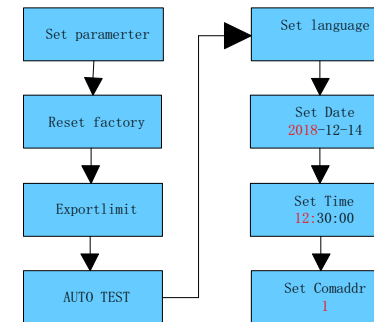 Set paramerter
Reset factory
Exportlimit
AUTO TEST
Set language
Set Date
2018-12-14
Set Time
12:30:00
Set Comaddr
1